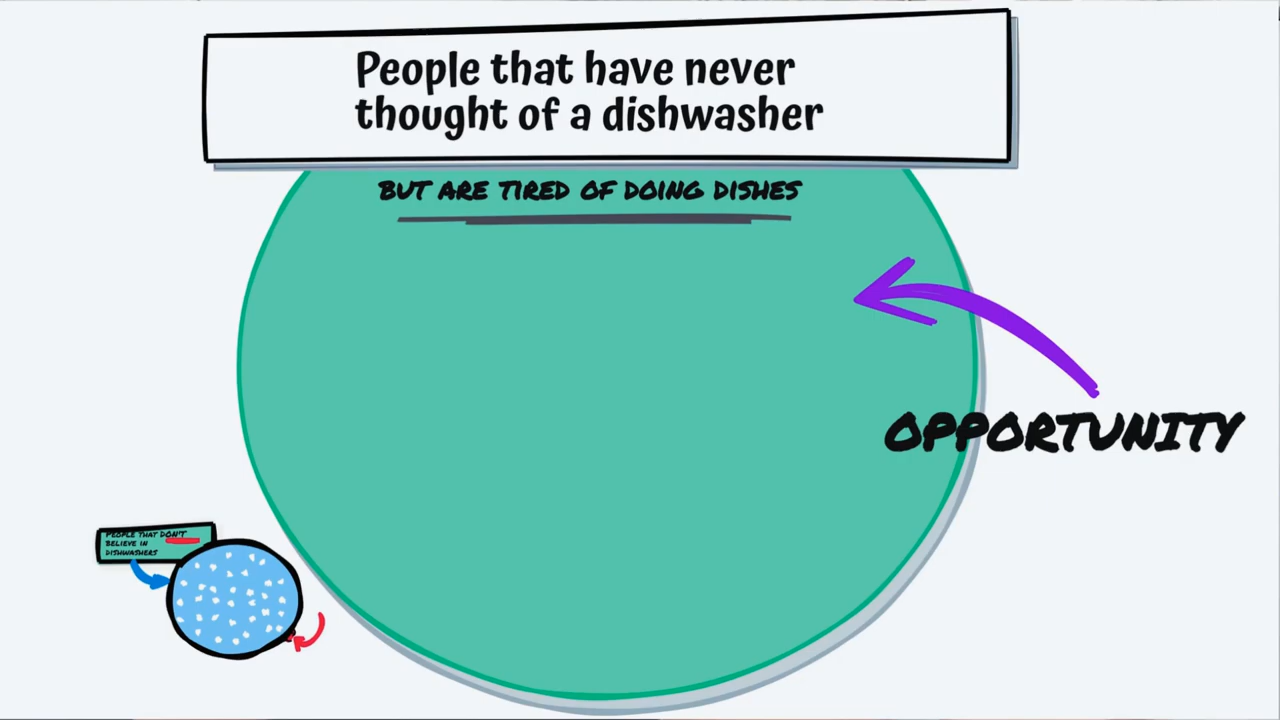 People that have never
thought of a dishwasher
BUT ARE TIRED OF DOING DISHES
OPPORTUNITY
PEOPLE THAT DON'T
BELIEVE IN
DISHWASHERS